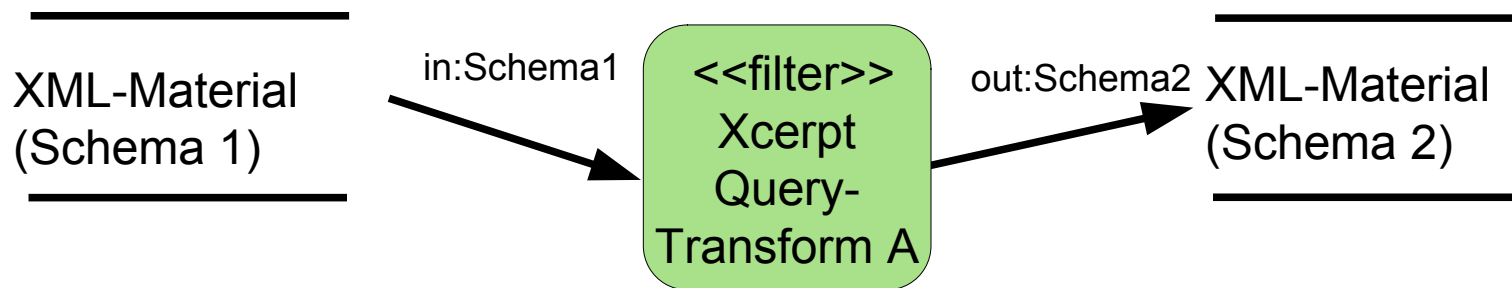 XML-Material
(Schema 1)
in:Schema1
<<filter>>
Xcerpt
Query-
Transform A
out:Schema2
XML-Material
(Schema 2)